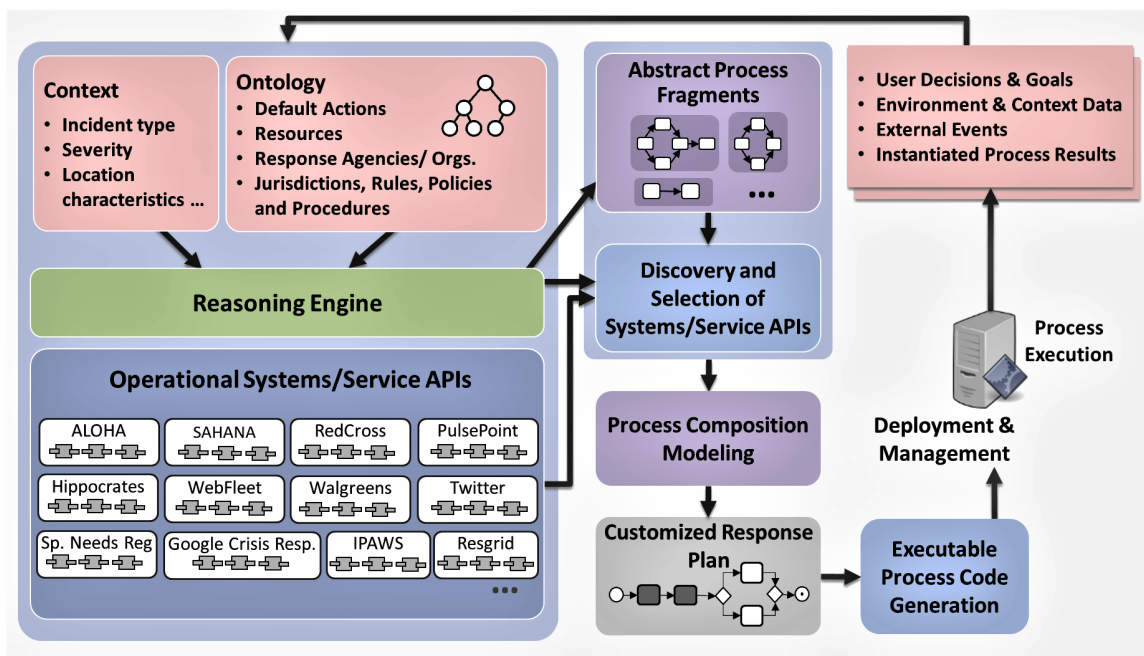 Context
• Incident type
• Severity
• Location
characteristics ...
Ontology
• Default Actions
• Resources
• Response Agencies/ Orgs.
• Jurisdictions, Rules, Policies
and Procedures
Reasoning Engine
Operational Systems/Service APIs
ALOHA
SAHANA
RedCross
PulsePoint
Hippocrates
WebFleet
Walgreens
Twitter
Sp. Needs Reg
Google Crisis Resp.
IPAWS
Resgrid
...
Abstract Process
Fragments
...
Discovery and
Selection of
Systems/Service APIs
Process Composition
Modeling
Customized Response
Plan
Executable
Process Code
Generation
Deployment &
Management
Process
Execution
• User Decisions & Goals
• Environment & Context Data
• External Events
• Instantiated Process Results